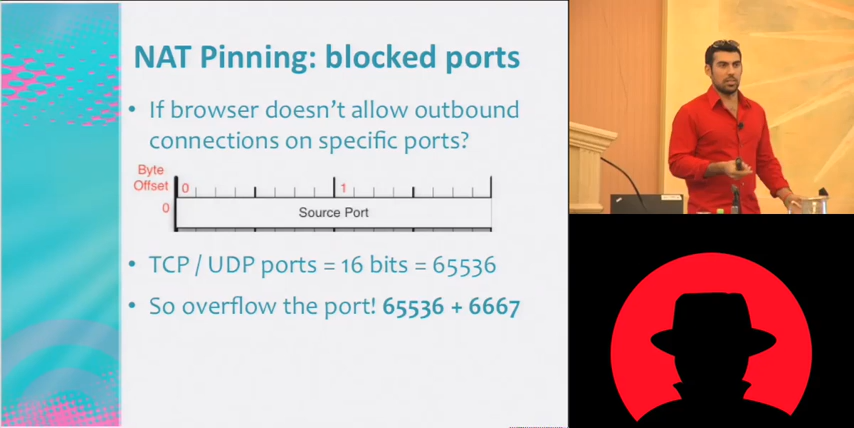 NAT Pinning: blocked ports
• If browser doesn't allow outbound
connections on specific ports?
Byte
Offset
0
1
0
Source Port
• TCP / UDP ports = 16 bits = 65536
• So overflow the port! 65536 + 6667